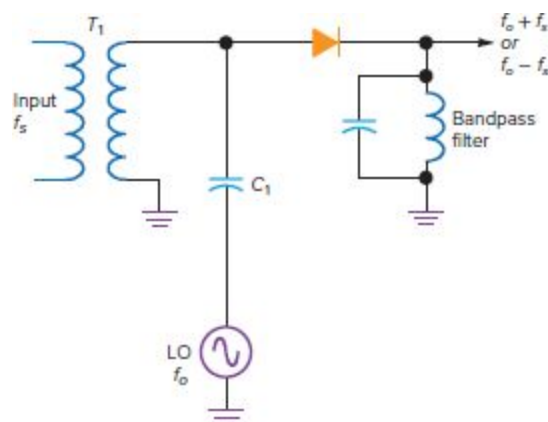 T₁
Input
fₛ
C₁
LO
fₒ
fₒ + fₛ
or
fₒ − fₛ
Bandpass
filter